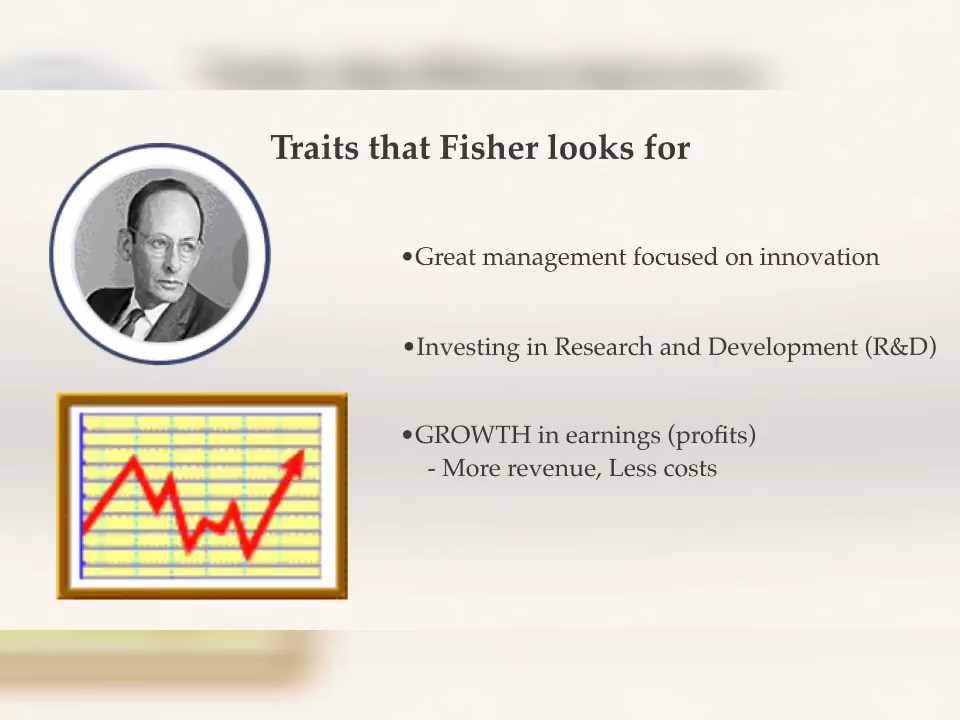 Traits that Fisher looks for
•Great management focused on innovation
•Investing in Research and Development (R&D)
•GROWTH in earnings (profits)
- More revenue, Less costs